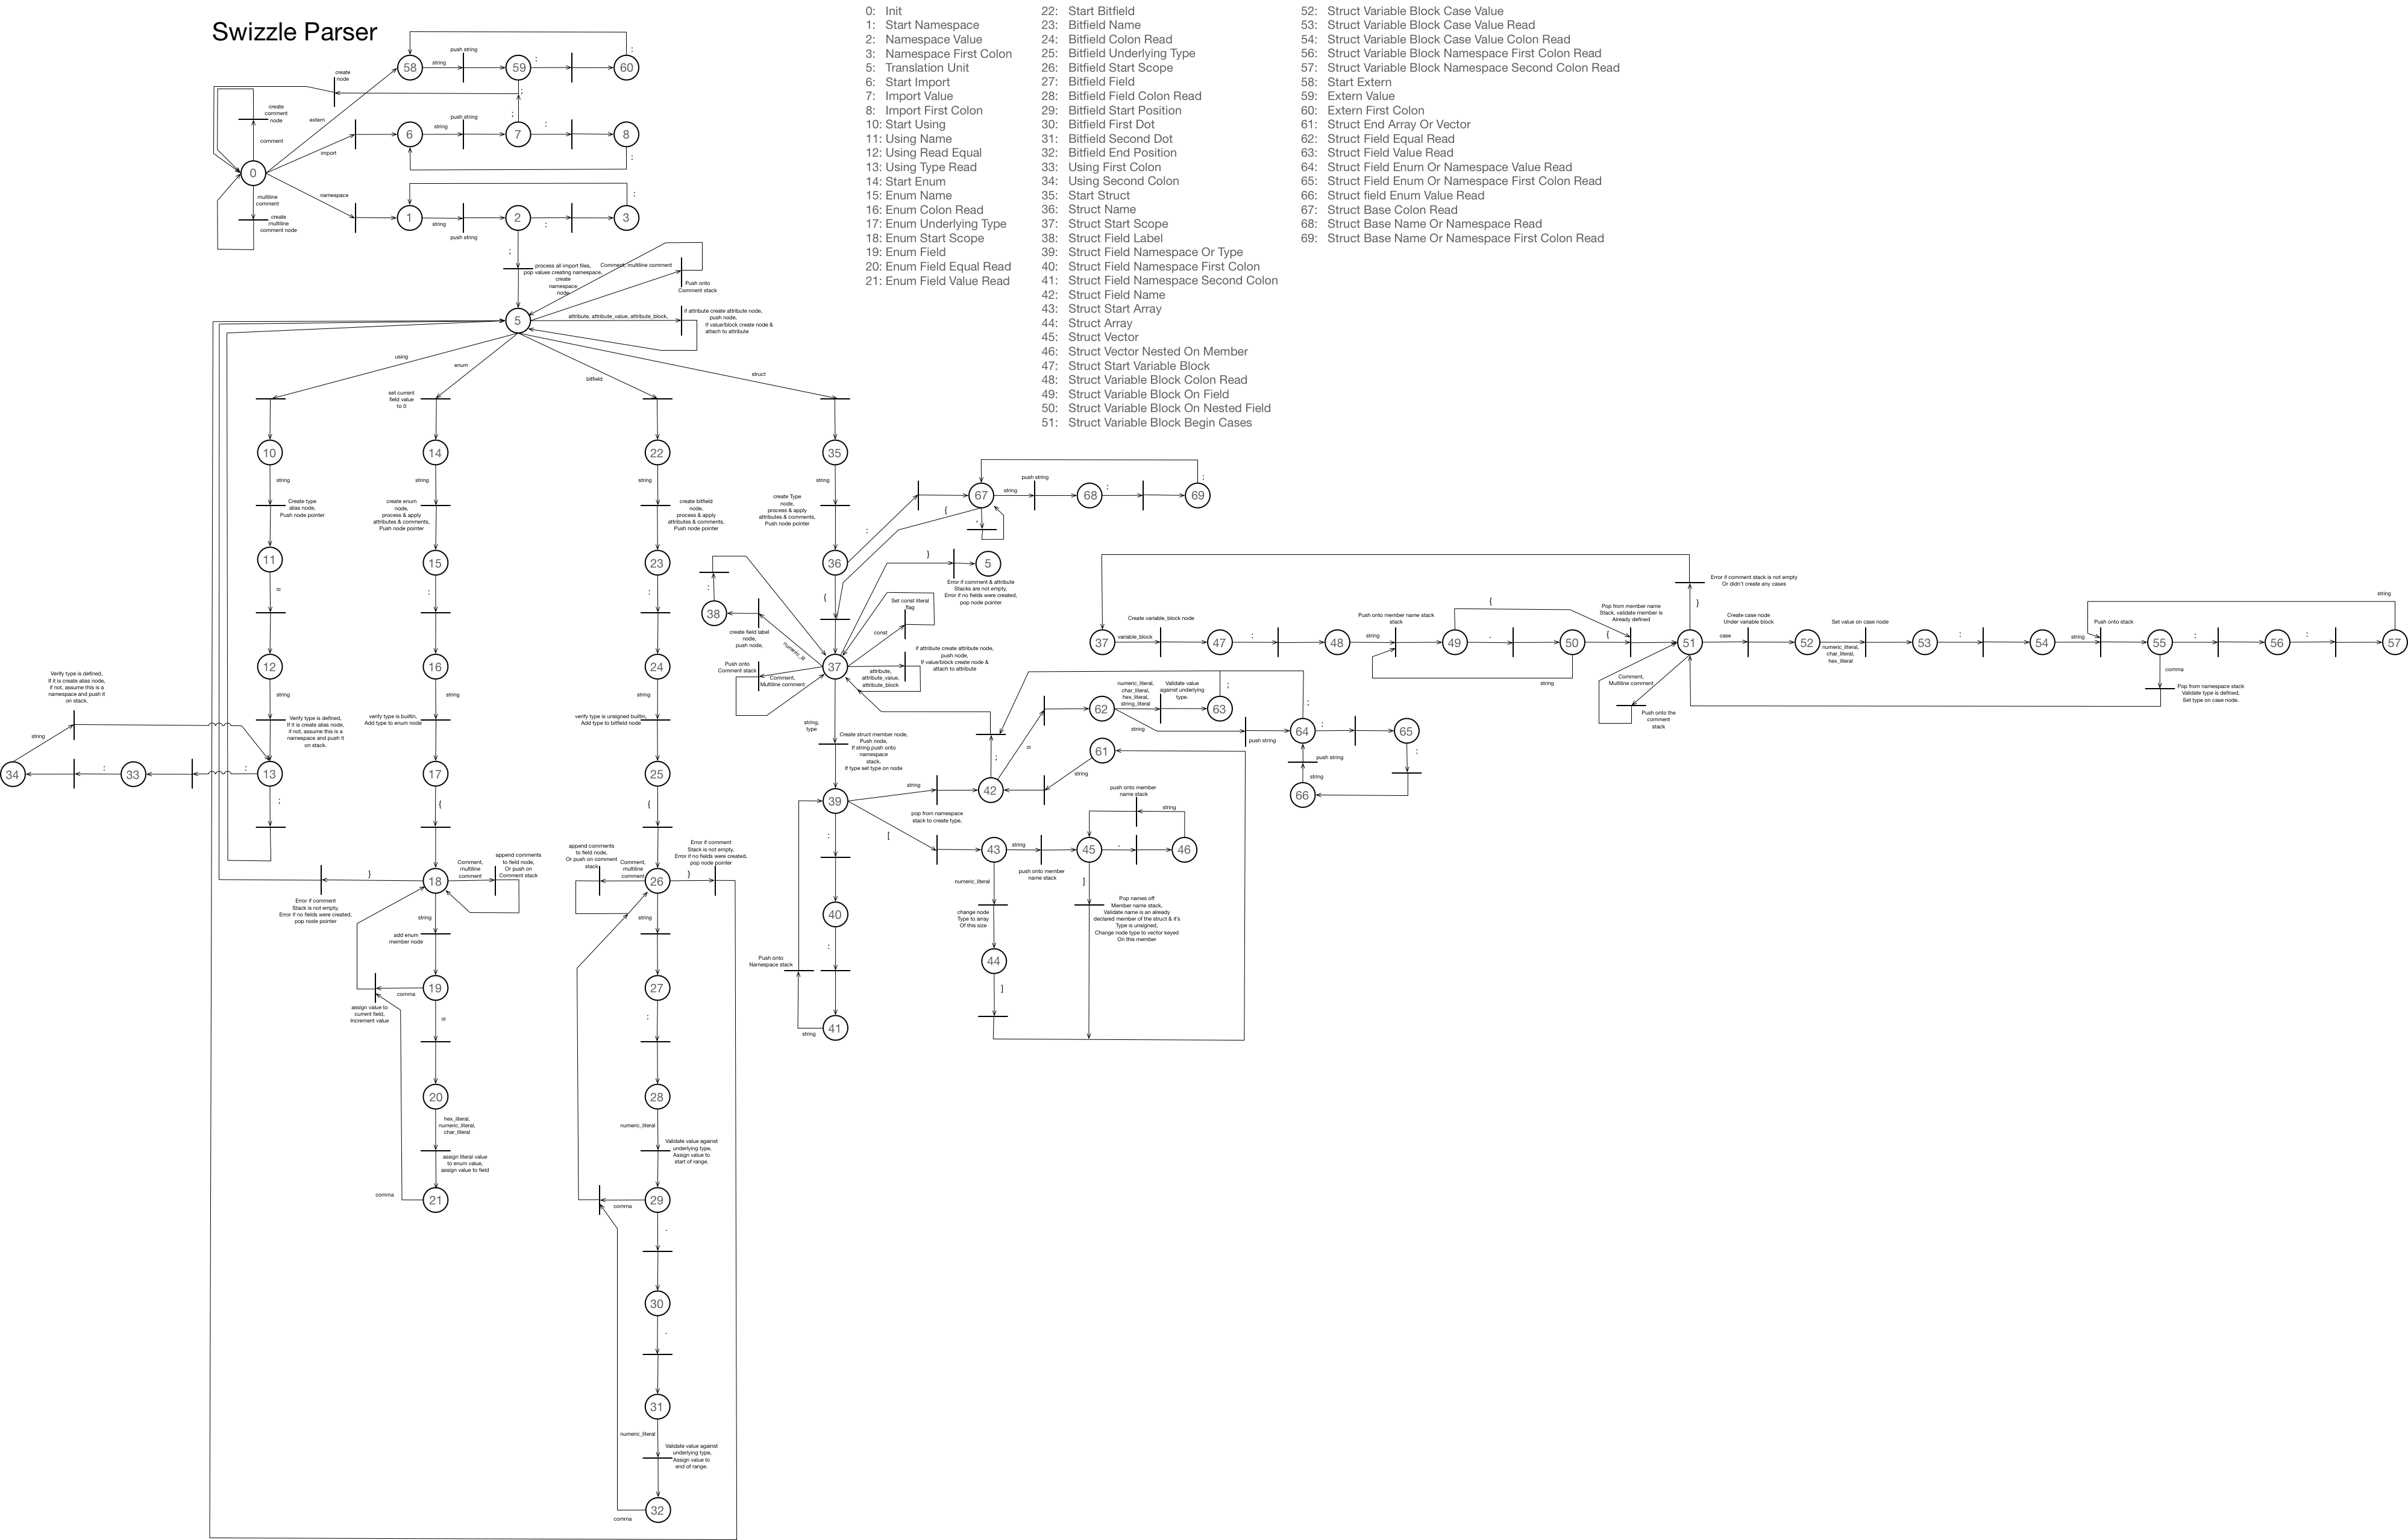 Swizzle Parser
0: Init
1: Start Namespace
2: Namespace Value
3: Namespace First Colon
5: Translation Unit
6: Start Import
7: Import Value
8: Import First Colon
10: Start Using
11: Using Name
12: Using Read Equal
13: Using Type Read
14: Start Enum
15: Enum Name
16: Enum Colon Read
17: Enum Underlying Type
18: Enum Start Scope
19: Enum Field
20: Enum Field Equal Read
21: Enum Field Value Read
22: Start Bitfield
23: Bitfield Name
24: Bitfield Colon Read
25: Bitfield Underlying Type
26: Bitfield Start Scope
27: Bitfield Field
28: Bitfield Field Colon Read
29: Bitfield Start Position
30: Bitfield First Dot
31: Bitfield Second Dot
32: Bitfield End Position
33: Using First Colon
34: Using Second Colon
35: Start Struct
36: Struct Name
37: Struct Start Scope
38: Struct Field Label
39: Struct Field Namespace Or Type
40: Struct Field Namespace First Colon
41: Struct Field Namespace Second Colon
42: Struct Field Name
43: Struct Start Array
44: Struct Array
45: Struct Vector
46: Struct Vector Nested On Member
47: Struct Start Variable Block
48: Struct Variable Block Colon Read
49: Struct Variable Block On Field
50: Struct Variable Block On Nested Field
51: Struct Variable Block Begin Cases
52: Struct Variable Block Case Value
53: Struct Variable Block Case Value Read
54: Struct Variable Block Case Value Colon Read
56: Struct Variable Block Namespace First Colon Read
57: Struct Variable Block Namespace Second Colon Read
58: Start Extern
59: Extern Value
60: Extern First Colon
61: Struct End Array Or Vector
62: Struct Field Equal Read
63: Struct Field Value Read
64: Struct Field Enum Or Namespace Value Read
65: Struct Field Enum Or Namespace First Colon Read
66: Struct field Enum Value Read
67: Struct Base Colon Read
68: Struct Base Name Or Namespace Read
69: Struct Base Name Or Namespace First Colon Read
58
string
push string
59
:
60
:
create
node
;
create
comment
node
comment
extern
import
6
string
push string
7
;
:
8
:
0
namespace
multiline
comment
create
multiline
comment node
1
string
push string
2
:
3
:
;
process all import files,
pop values creating namespace,
create
namespace
node
Comment, multiline comment
Push onto
Comment stack
5
attribute, attribute_value, attribute_block,
if attribute create attribute node,
push node,
If value/block create node &
attach to attribute
using
enum
bitfield
struct
set current
field value
to 0
10
string
Create type
alias node,
Push node pointer
11
=
12
string
Verify type is defined,
If it is create alias node,
if not, assume this is a
namespace and push it
on stack.
13
;
:
33
:
34
string
Verify type is defined,
If it is create alias node,
if not, assume this is a
namespace and push it
on stack.
14
string
create enum
node,
process & apply
attributes & comments,
Push node pointer
15
:
16
string
verify type is builtin,
Add type to enum node
17
{
18
}
Error if comment
Stack is not empty,
Error if no fields were created,
pop node pointer
Comment,
multiline
comment
append comments
to field node,
Or push on
Comment stack
string
add enum
member node
19
comma
assign value to
current field,
Increment value
=
20
hex_literal,
numeric_literal,
char_literal
assign literal value
to enum value,
assign value to field
21
comma
22
string
create bitfield
node,
process & apply
attributes & comments,
Push node pointer
23
:
24
string
verify type is unsigned builtin,
Add type to bitfield node
25
{
26
append comments
to field node,
Or push on comment
stack
Comment,
multiline
comment
}
Error if comment
Stack is not empty,
Error if no fields were created,
pop node pointer
string
27
:
28
numeric_literal
Validate value against
underlying type,
Assign value to
start of range.
29
comma
.
30
.
31
numeric_literal
Validate value against
underlying type,
Assign value to
end of range.
32
comma
35
string
create Type
node,
process & apply
attributes & comments,
Push node pointer
36
:
{
67
string
push string
68
:
69
:
{
,
}
5
Error if comment & attribute
Stacks are not empty,
Error if no fields were created,
pop node pointer
38
:
create field label
node,
push node,
numeric_lit
Set const literal
flag
const
37
attribute,
attribute_value,
attribute_block
if attribute create attribute node,
push node,
If value/block create node &
attach to attribute
Push onto
Comment stack
Comment,
Multiline comment
string,
type
Create struct member node,
Push node,
If string push onto
namespace
stack,
If type set type on node
39
string
[
:
40
:
41
string
Push onto
Namespace stack
pop from namespace
stack to create type,
42
;
=
62
numeric_literal,
char_literal,
hex_literal,
string_literal
Validate value
against underlying
type.
63
;
string
push string
64
;
:
65
:
66
string
push string
61
string
43
string
push onto member
name stack
45
.
46
string
push onto member
name stack
numeric_literal
change node
Type to array
Of this size
44
]
]
Pop names off
Member name stack,
Validate name is an already
declared member of the struct & it's
Type is unsigned,
Change node type to vector keyed
On this member
37
variable_block
Create variable_block node
47
:
48
string
Push onto member name stack
stack
49
{
.
50
string
{
Pop from member name
Stack, validate member is
Already defined
51
}
Error if comment stack is not empty
Or didn't create any cases
Comment,
Multiline comment
Push onto the
comment
stack
case
Create case node
Under variable block
52
numeric_literal,
char_literal,
hex_literal
Set value on case node
53
:
54
string
Push onto stack
55
:
56
:
57
string
comma
Pop from namespace stack
Validate type is defined,
Set type on case node.